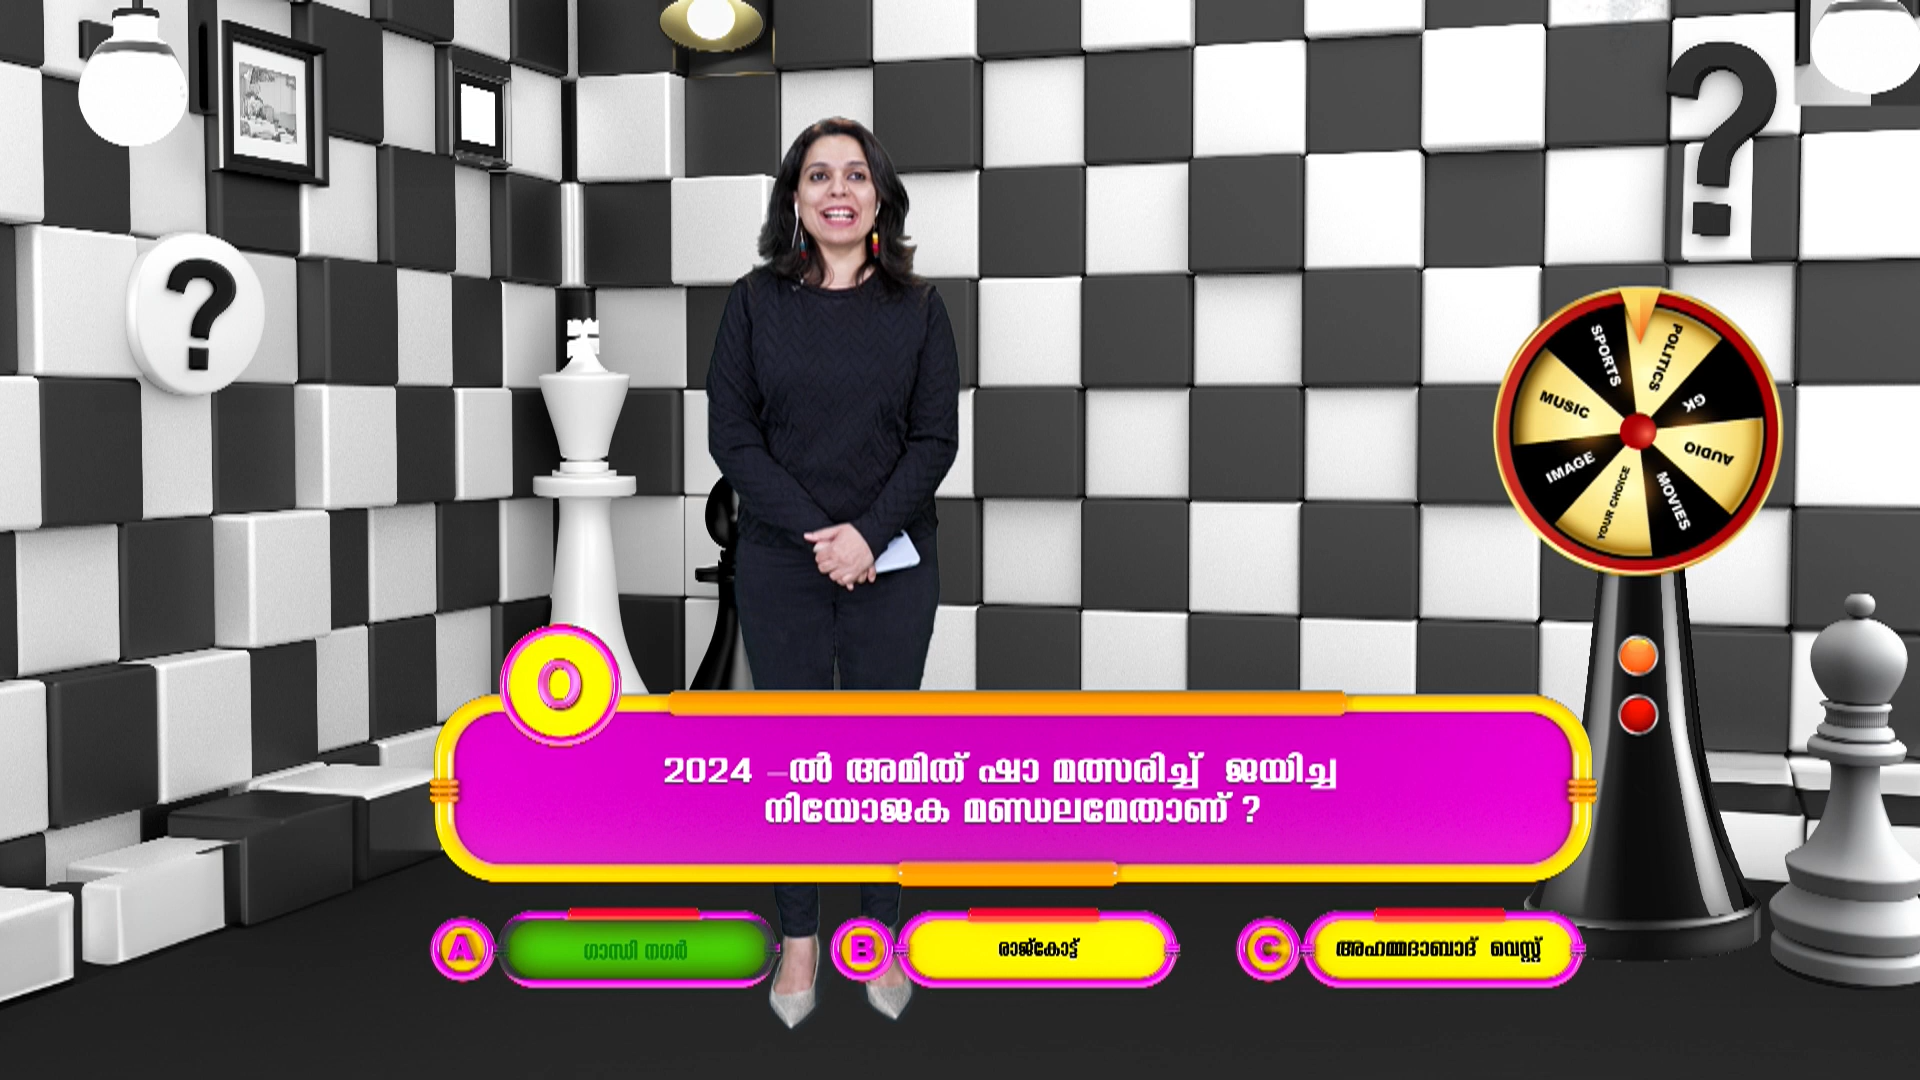 ?
?
SPORTS
POLITICS
GK
AUDIO
MOVIES
YOUR CHOICE
IMAGE
MUSIC
Q
2024 –ൽ അമിത് ഷാ മത്സരിച്ച് ജയിച്ച
നിയോജക മണ്ഡലമേതാണ് ?
A ഗാന്ധി നഗർ
B രാജ്കോട്ട്
C അഹമ്മദാബാദ് വെസ്റ്റ്